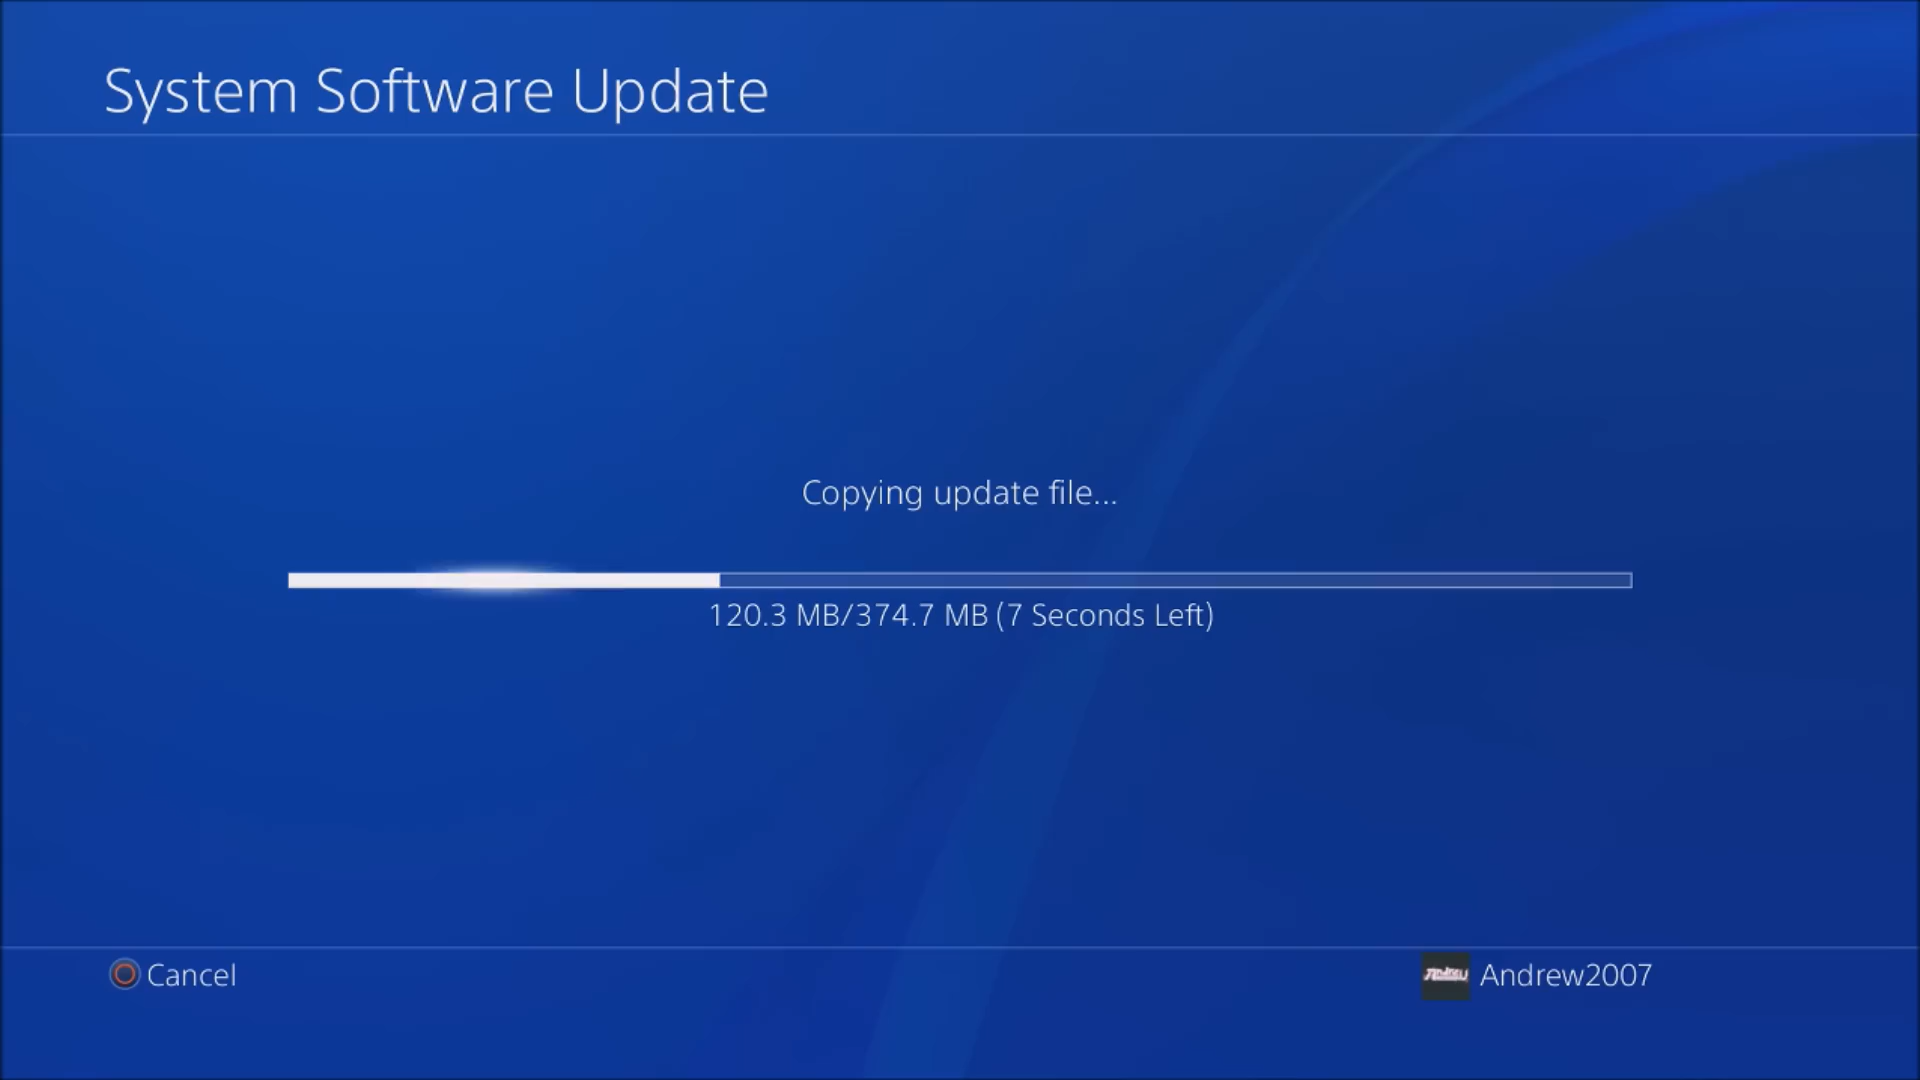 System Software Update
Copying update file...
120.3 MB/374.7 MB (7 Seconds Left)
Cancel
Andrew2007